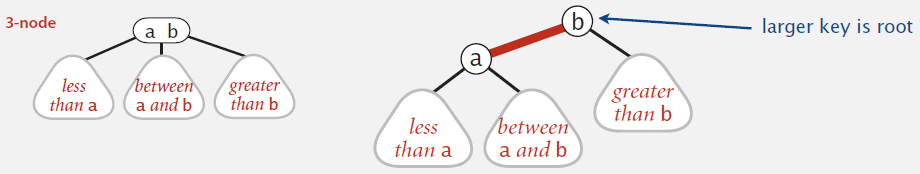 3-node
a b
less
than a
between
a and b
greater
than b
b
larger key is root
a
less
than a
between
a and b
greater
than b